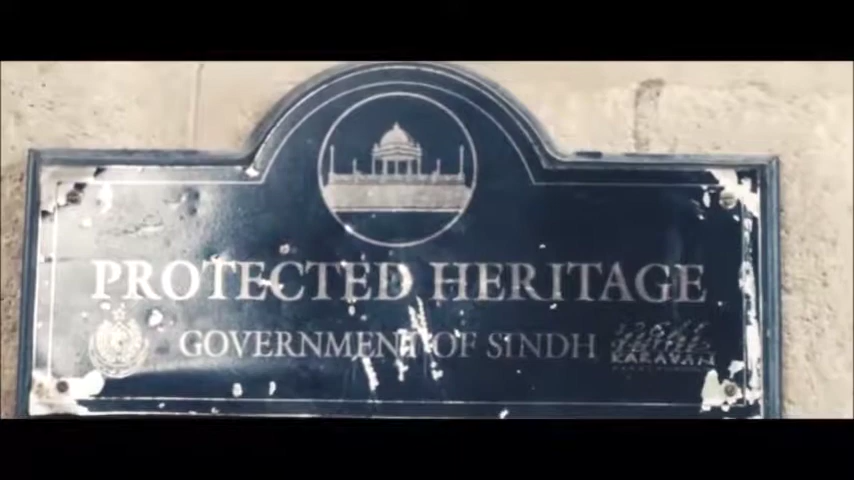 PROTECTED HERITAGE
GOVERNMENT OF SINDH
KARAVAN